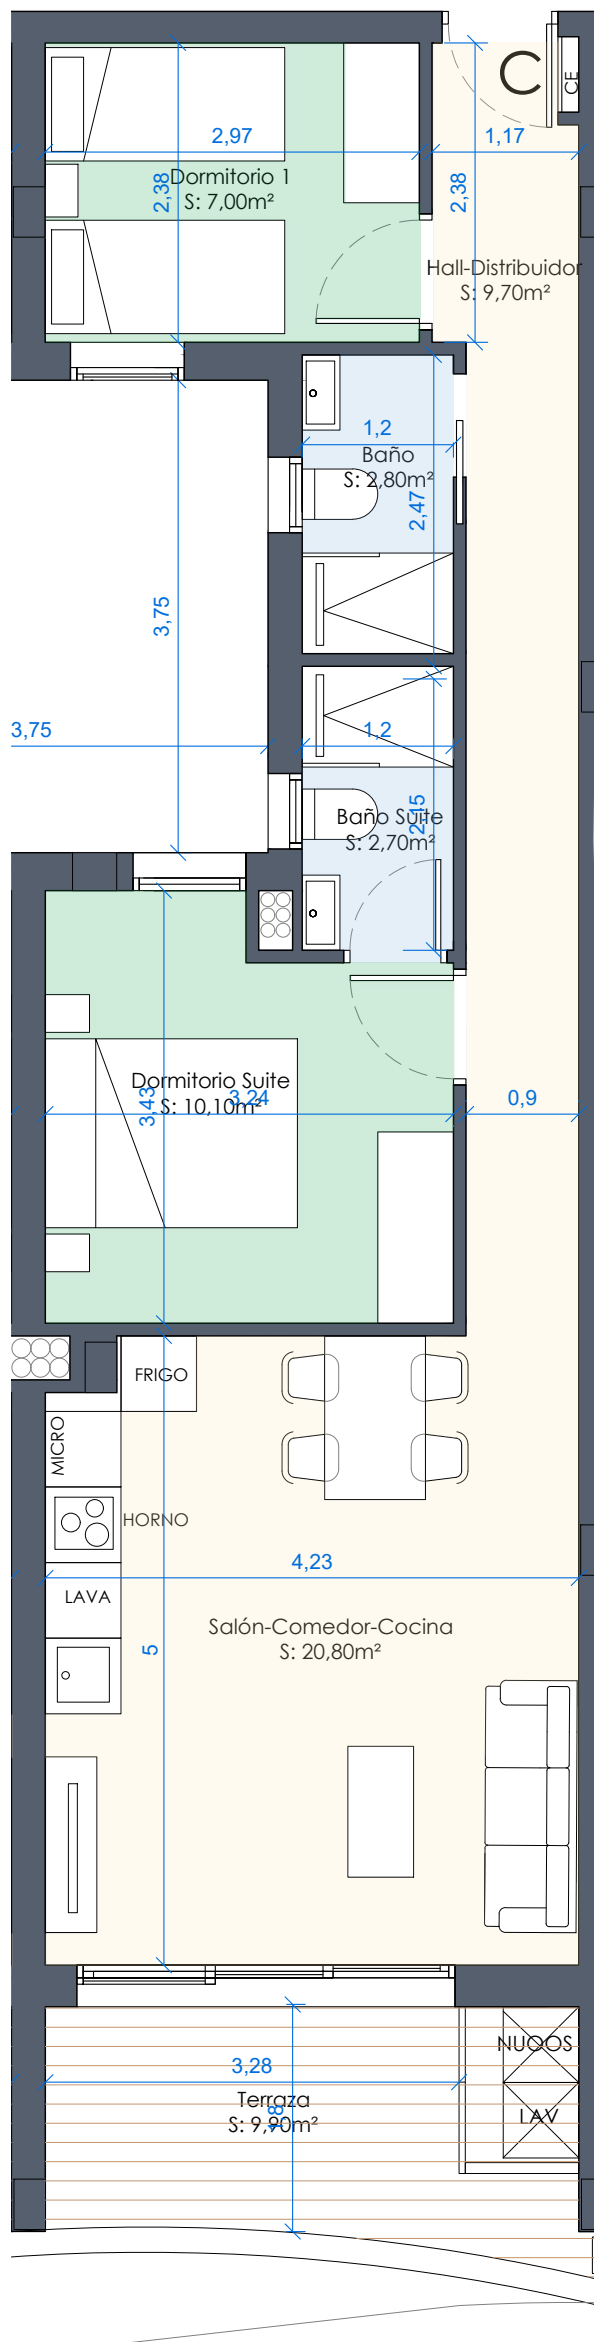 C
CE
2,97
1,17
Dormitorio 1
S: 7,00m²
2,38
2,38
Hall-Distribuidor
S: 9,70m²
1,2
Baño
S: 2,80m²
2,47
3,75
3,75
1,2
Baño Suite
S: 2,70m²
2,15
Dormitorio Suite
S: 10,10m²
3,43
3,24
0,9
FRIGO
MICRO
HORNO
4,23
LAVA
Salón-Comedor-Cocina
S: 20,80m²
5
NUOOS
3,28
Terraza
S: 9,90m²
LAV